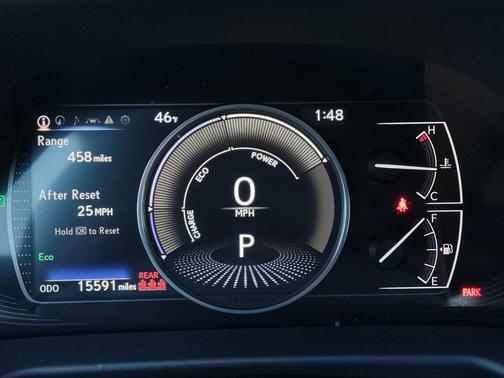 46°F
1:48
Range
458 miles
After Reset
25 MPH
Hold OK to Reset
Eco
ODO 15591 miles
REAR
CHARGE
ECO
POWER
0
MPH
P
H
C
F
E
PARK